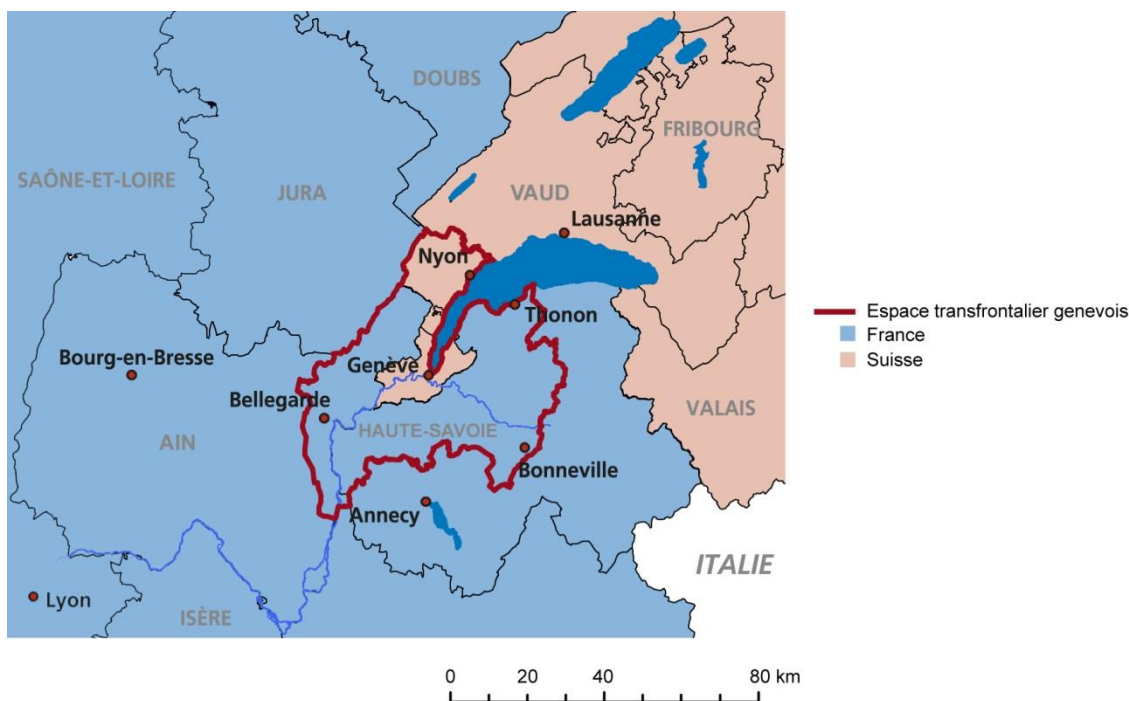 DOUBS
FRIBOURG
SAÔNE-ET-LOIRE
JURA
VAUD
Lausanne
Nyon
Thonon
Espace transfrontalier genevois
France
Suisse
Bourg-en-Bresse
Genève
Bellegarde
VALAIS
HAUTE-SAVOIE
AIN
Bonneville
Annecy
ITALIE
Lyon
ISÈRE
0 20 40 80 km